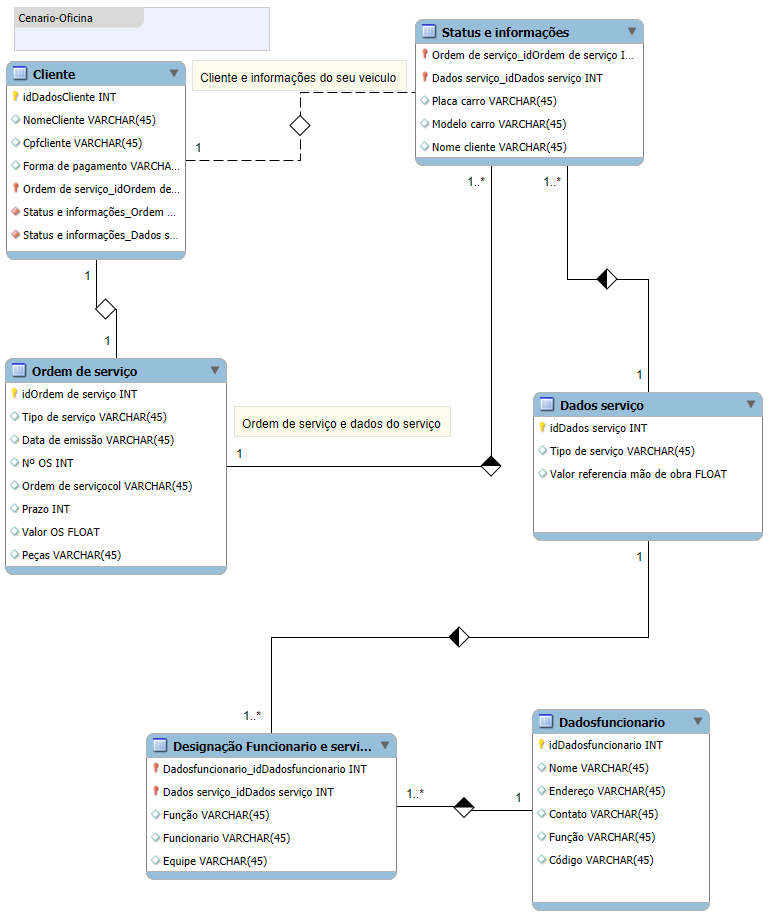 Cenario-Oficina
Status e informações
Ordem de serviço_idOrdem de serviço I...
Dados serviço_idDados serviço INT
Placa carro VARCHAR(45)
Modelo carro VARCHAR(45)
Nome cliente VARCHAR(45)
Cliente
idDadosCliente INT
NomeCliente VARCHAR(45)
Cpfcliente VARCHAR(45)
Forma de pagamento VARCHA...
Ordem de serviço_idOrdem de...
Status e informações_Ordem ...
Status e informações_Dados s...
Cliente e informações do seu veiculo
1
1..*
1..*
1
1
Ordem de serviço
idOrdem de serviço INT
Tipo de serviço VARCHAR(45)
Data de emissão VARCHAR(45)
Nº OS INT
Ordem de serviçocol VARCHAR(45)
Prazo INT
Valor OS FLOAT
Peças VARCHAR(45)
Ordem de serviço e dados do serviço
1
1
Dados serviço
idDados serviço INT
Tipo de serviço VARCHAR(45)
Valor referencia mão de obra FLOAT
1
1..*
Designação Funcionario e servi...
Dadosfuncionario_idDadosfuncionario INT
Dados serviço_idDados serviço INT
Função VARCHAR(45)
Funcionario VARCHAR(45)
Equipe VARCHAR(45)
1..*
1
Dadosfuncionario
idDadosfuncionario INT
Nome VARCHAR(45)
Endereço VARCHAR(45)
Contato VARCHAR(45)
Função VARCHAR(45)
Código VARCHAR(45)